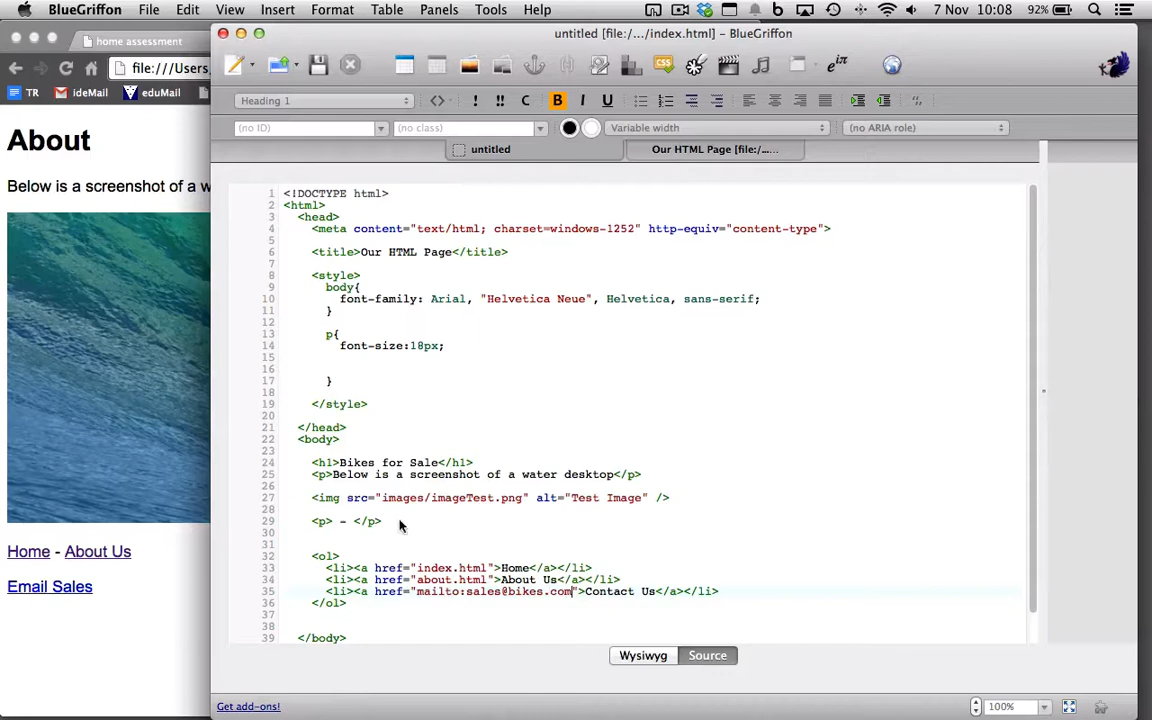 BlueGriffon File Edit View Insert Format Table Panels Tools Help 7 Nov 10:08 92%
home assessment
file:///Users
TR ideMail eduMail
About
Below is a screenshot of a w
Home - About Us
Email Sales
untitled [file:/.../index.html] - BlueGriffon
Heading 1 ! !! C B I U
(no ID) (no class) Variable width (no ARIA role)
untitled Our HTML Page [file:/...
1 <!DOCTYPE html>
2 <html>
3 <head>
4 <meta content="text/html; charset=windows-1252" http-equiv="content-type">
5
6 <title>Our HTML Page</title>
7
8 <style>
9 body{
10 font-family: Arial, "Helvetica Neue", Helvetica, sans-serif;
11 }
12
13 p{
14 font-size:18px;
15
16
17 }
18
19 </style>
20
21 </head>
22 <body>
23
24 <h1>Bikes for Sale</h1>
25 <p>Below is a screenshot of a water desktop</p>
26
27 <img src="images/imageTest.png" alt="Test Image" />
28
29 <p> - </p>
30
31
32 <ol>
33 <li><a href="index.html">Home</a></li>
34 <li><a href="about.html">About Us</a></li>
35 <li><a href="mailto:sales@bikes.com">Contact Us</a></li>
36 </ol>
37
38
39 </body>
Wysiwyg Source
Get add-ons! 100%